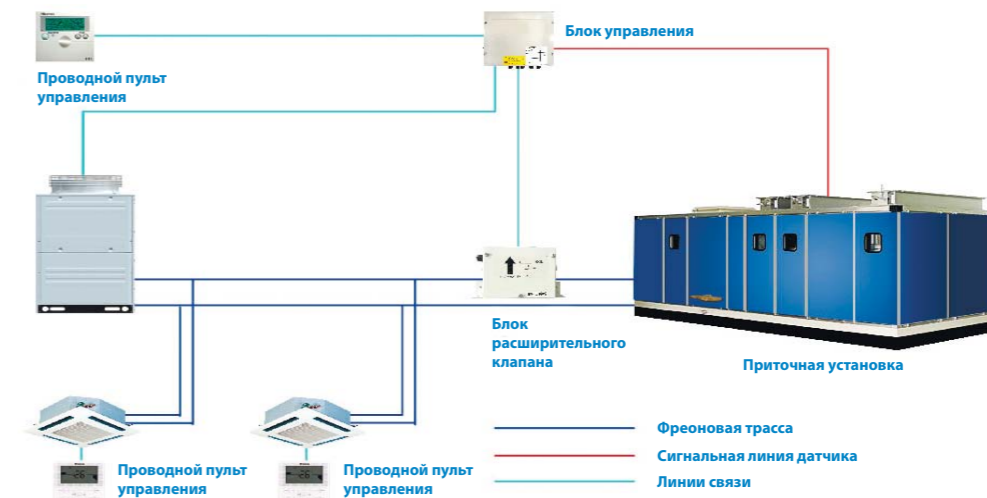 Блок управления
Проводной пульт
управления
Блок
расширительного
клапана
Приточная установка
Фреоновая трасса
Сигнальная линия датчика
Линии связи
Проводной пульт
управления
Проводной пульт
управления